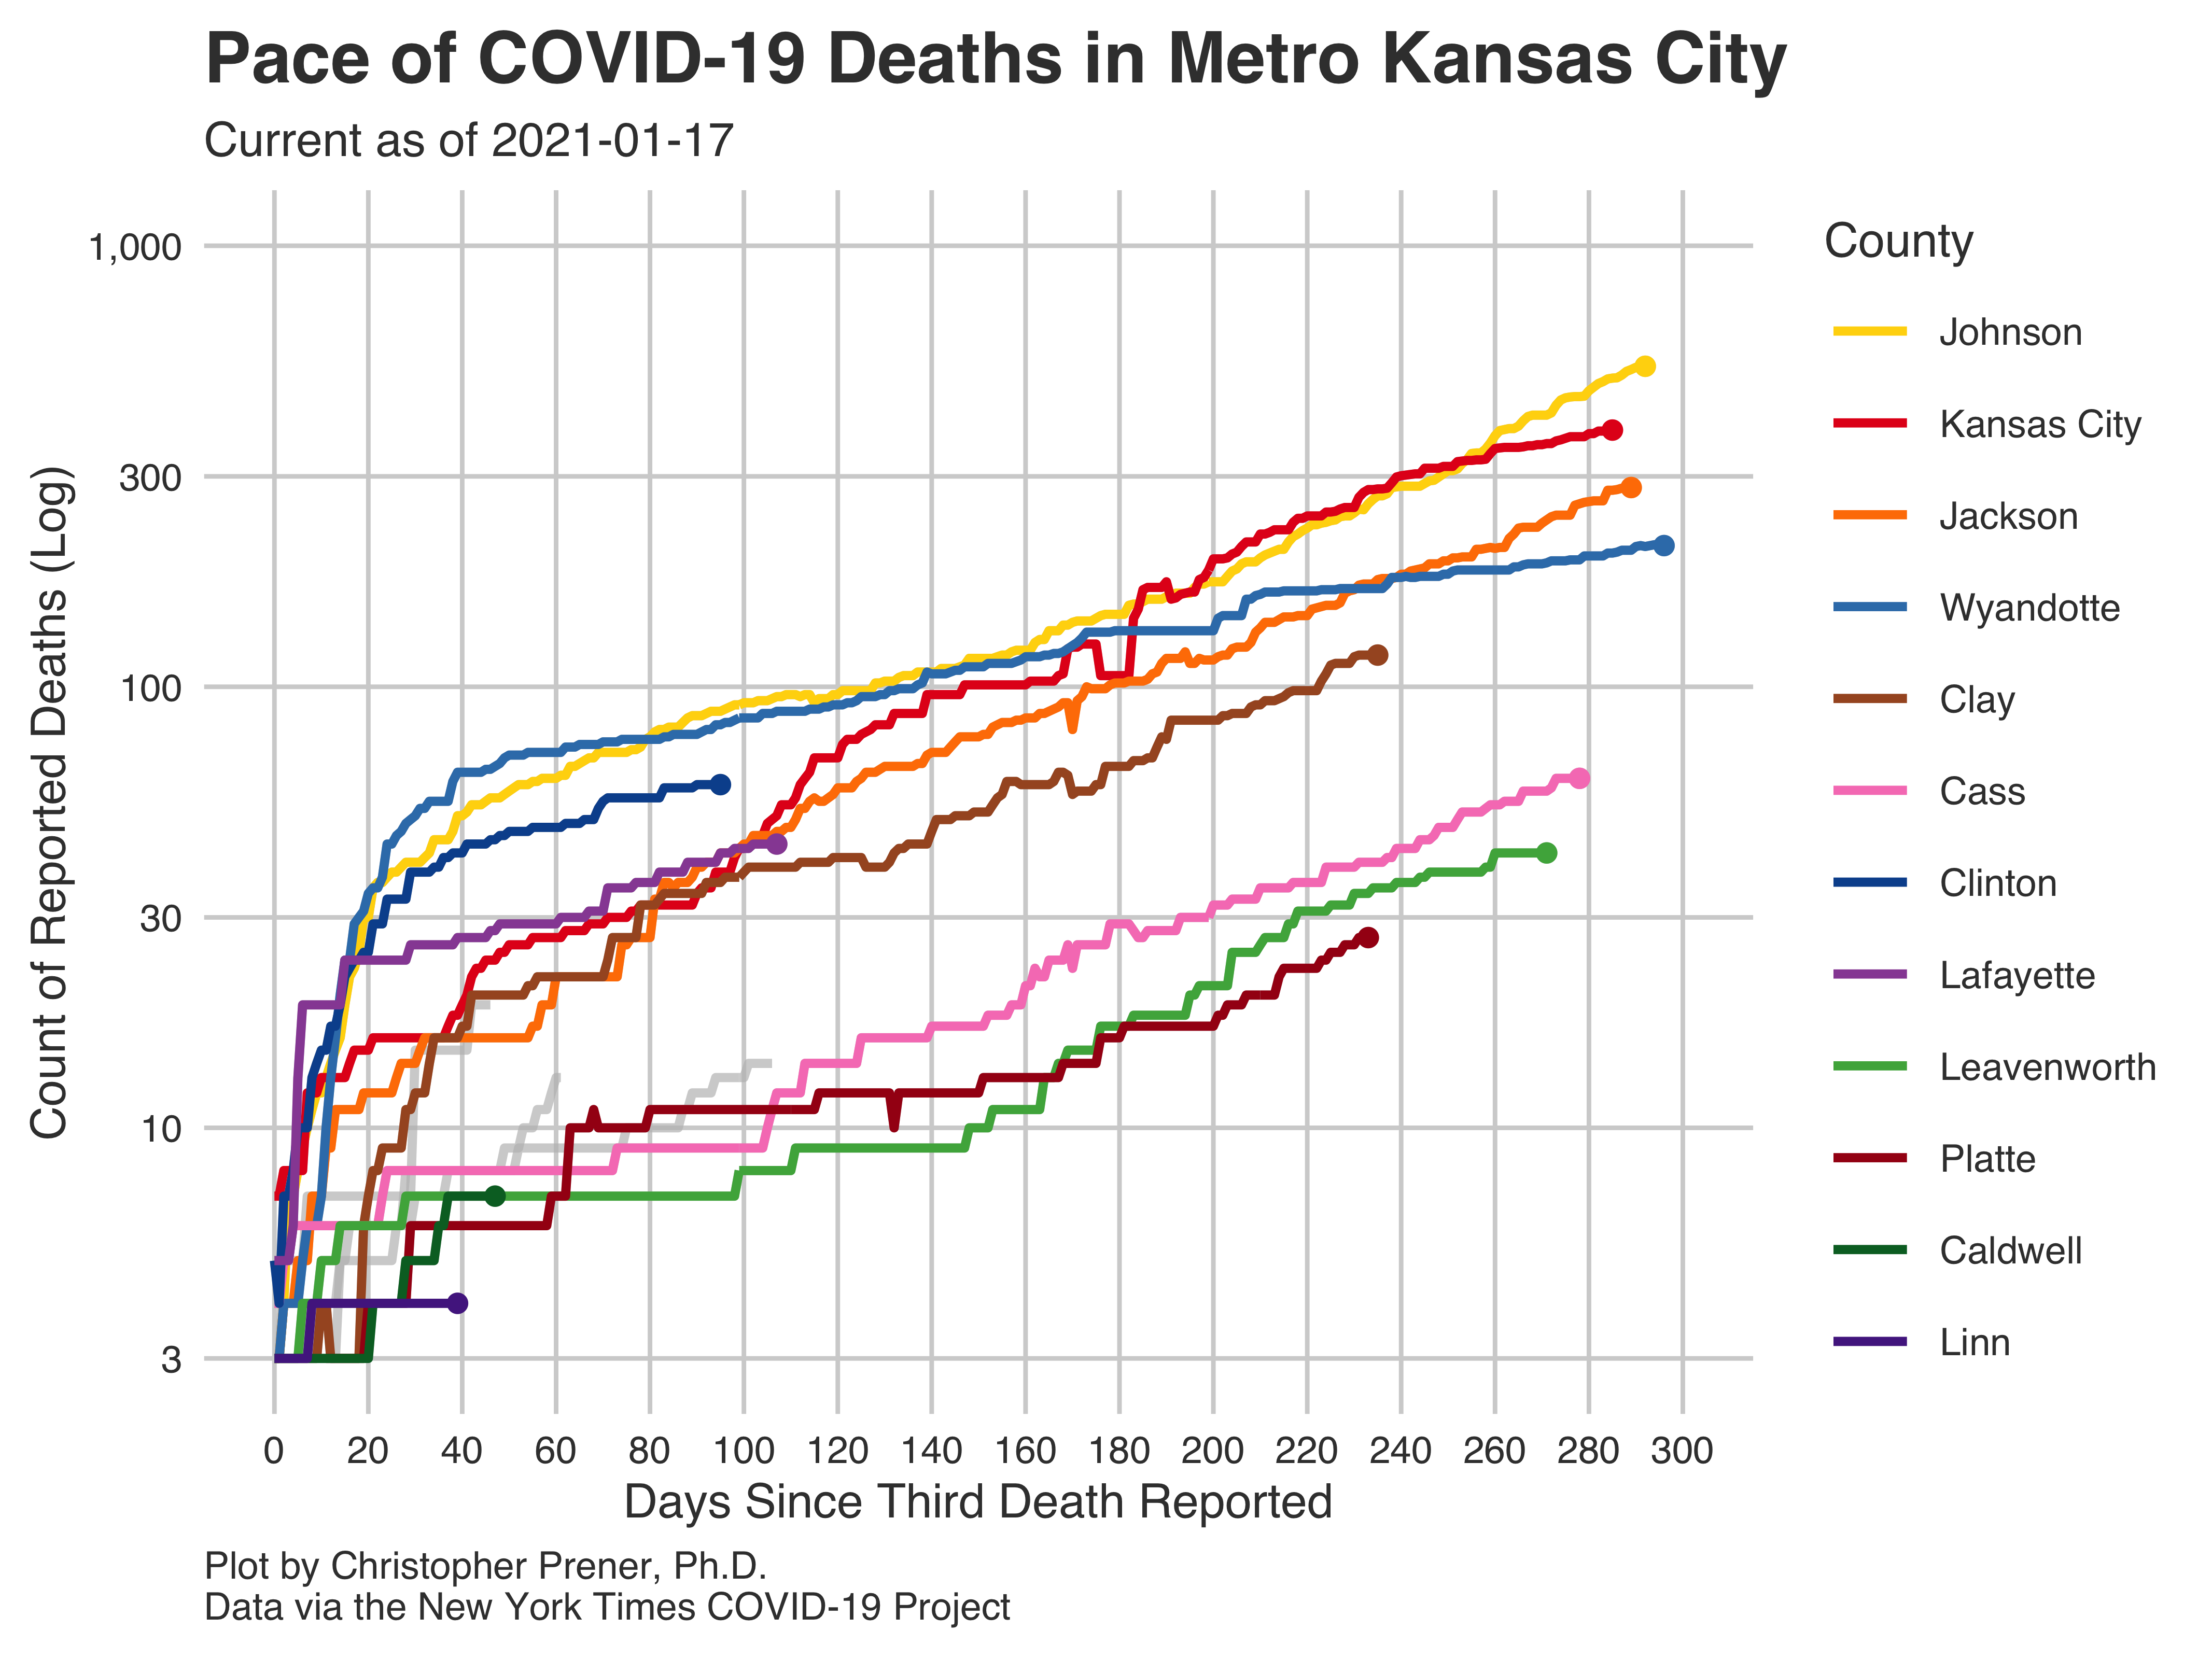 Pace of COVID-19 Deaths in Metro Kansas City
Current as of 2021-01-17
Count of Reported Deaths (Log)
1,000
300
100
30
10
3
0 20 40 60 80 100 120 140 160 180 200 220 240 260 280 300
Days Since Third Death Reported
County
Johnson
Kansas City
Jackson
Wyandotte
Clay
Cass
Clinton
Lafayette
Leavenworth
Platte
Caldwell
Linn
Plot by Christopher Prener, Ph.D.
Data via the New York Times COVID-19 Project